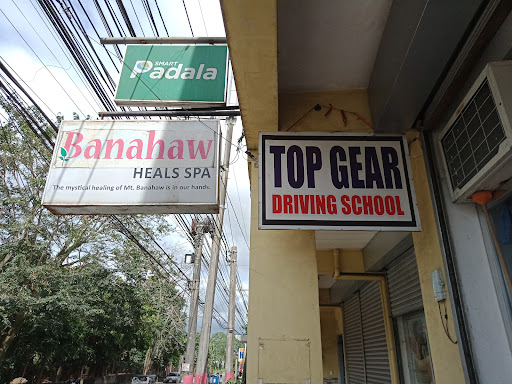 SMART
Padala
Banahaw
HEALS SPA
The mystical healing of Mt. Banahaw is in our hands.
TOP GEAR
DRIVING SCHOOL